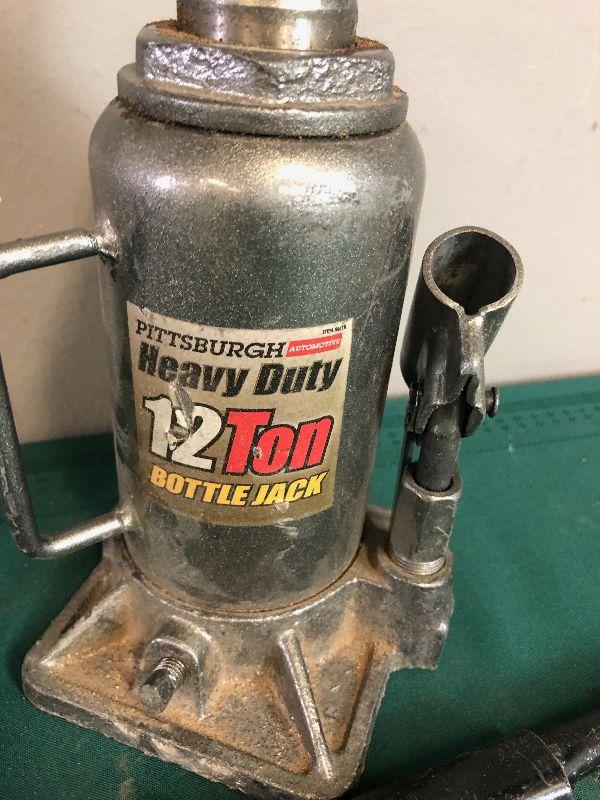 PITTSBURGH AUTOMOTIVE
Heavy Duty
12 Ton
BOTTLE JACK